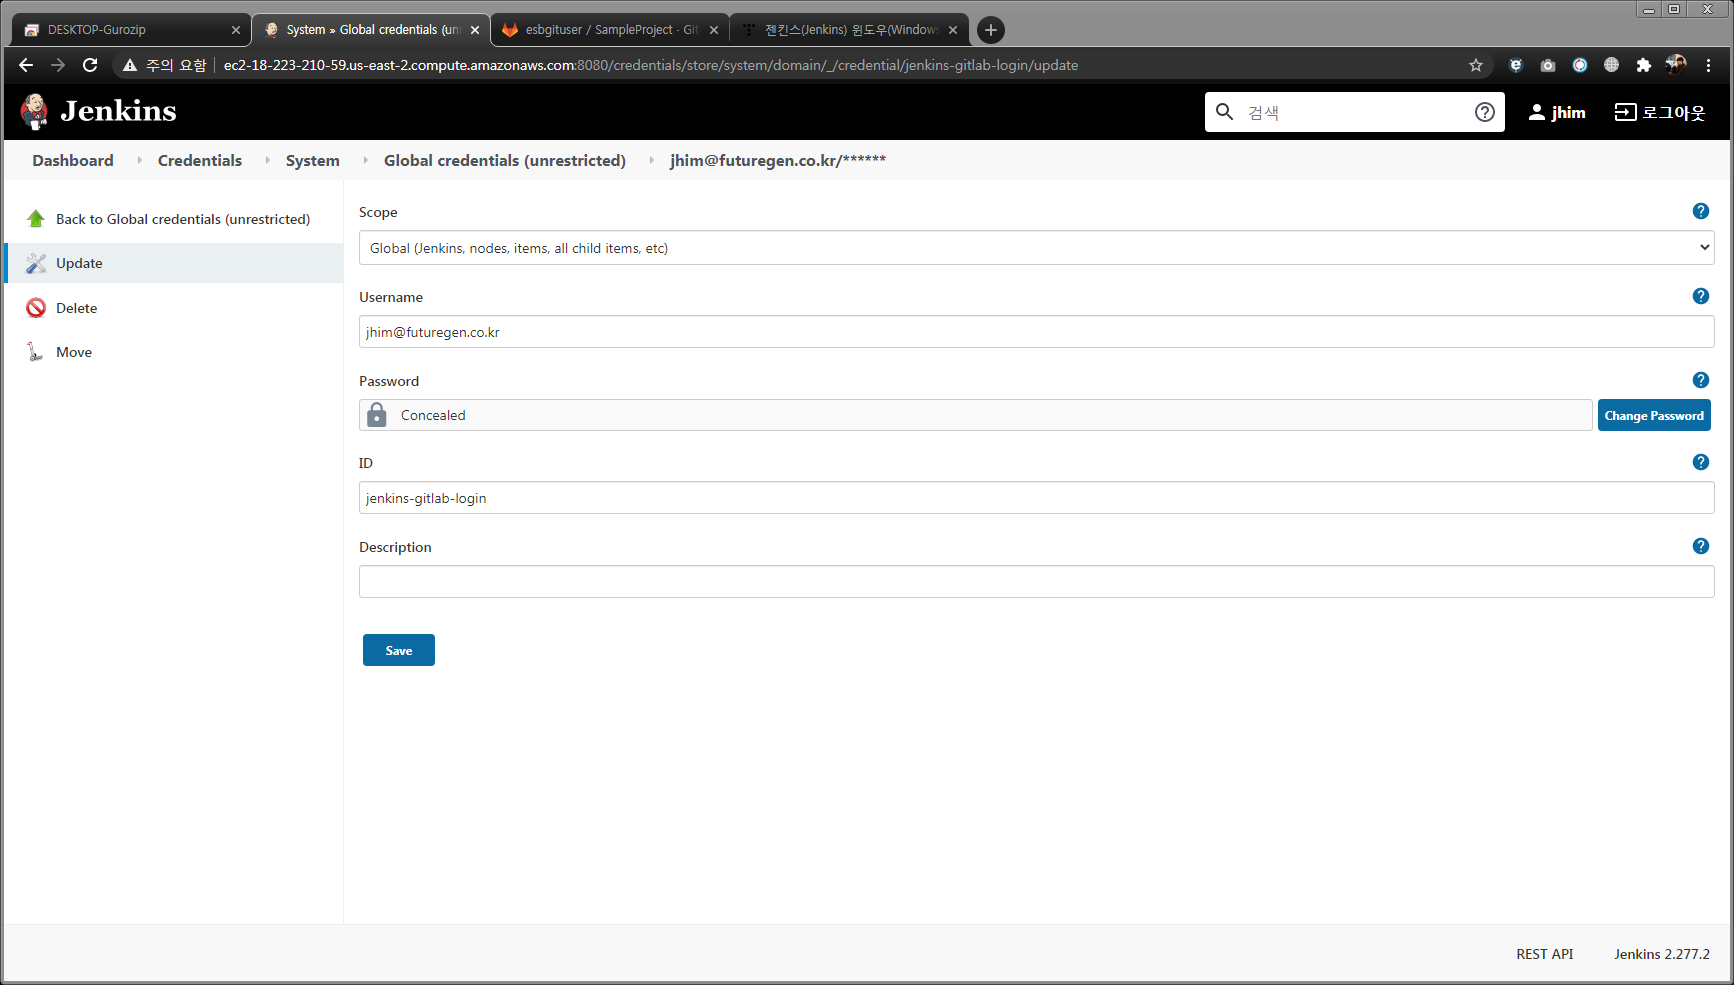 DESKTOP-Gurozip
System » Global credentials (un
esbgituser / SampleProject · Git
젠킨스(Jenkins) 윈도우(Windows
주의 요함
ec2-18-223-210-59.us-east-2.compute.amazonaws.com:8080/credentials/store/system/domain/_/credential/jenkins-gitlab-login/update
Jenkins
검색
jhim
로그아웃
Dashboard
Credentials
System
Global credentials (unrestricted)
jhim@futuregen.co.kr/******
Back to Global credentials (unrestricted)
Update
Delete
Move
Scope
Global (Jenkins, nodes, items, all child items, etc)
Username
jhim@futuregen.co.kr
Password
Concealed
Change Password
ID
jenkins-gitlab-login
Description
Save
REST API
Jenkins 2.277.2